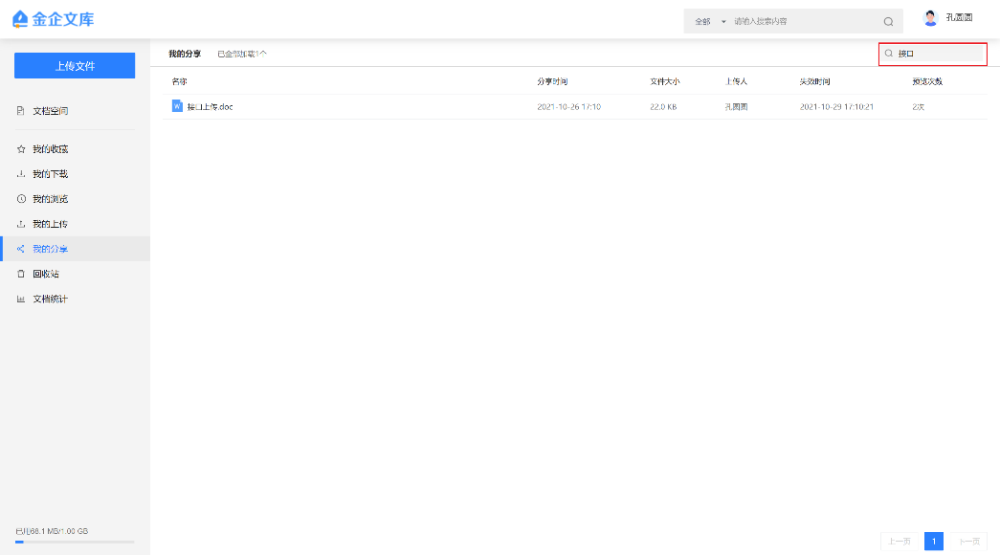 金企文库
全部 请输入搜索内容
孔圆圆
上传文件
文档空间
我的收藏
我的下载
我的浏览
我的上传
我的分享
回收站
文档统计
已用68.1 MB/1.00 GB
我的分享 已全部加载1个
接口
名称 分享时间 文件大小 上传人 失效时间 预览次数
W 接口上传.doc 2021-10-26 17:10 22.0 KB 孔圆圆 2021-10-29 17:10:21 2次
上一页 1 下一页